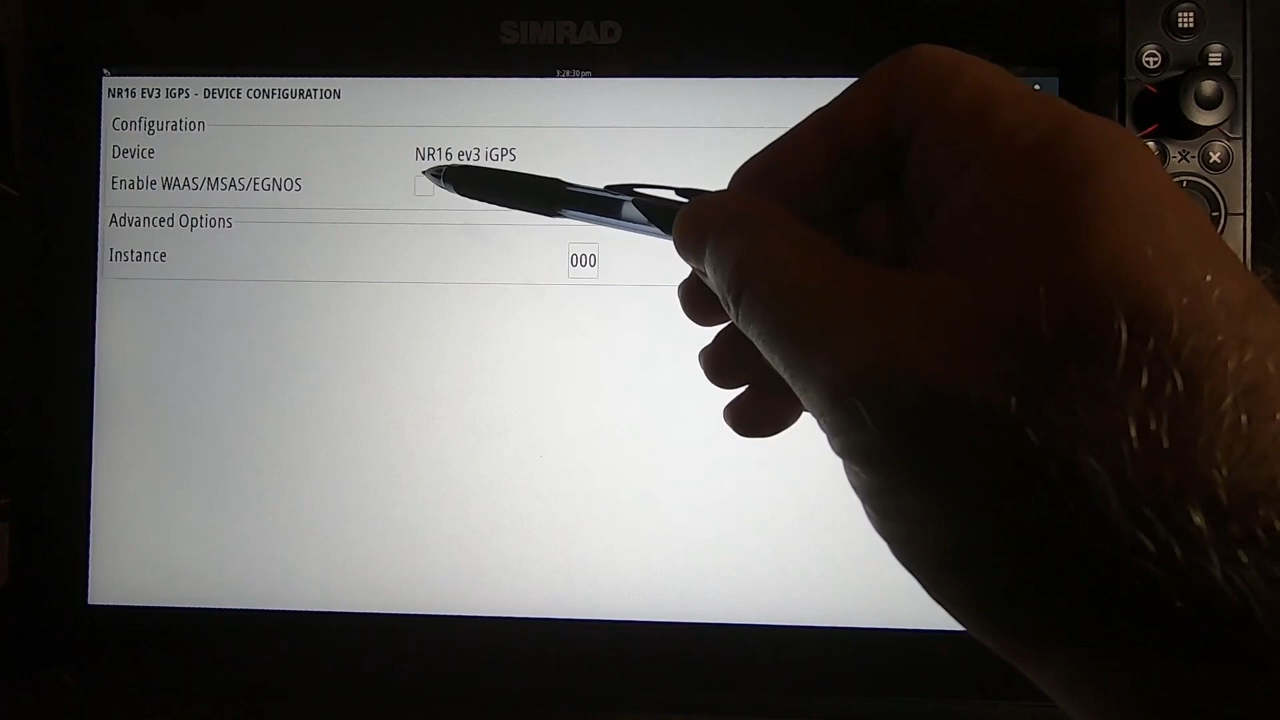 SIMRAD
3:28:30 pm
NR16 EV3 IGPS - DEVICE CONFIGURATION
Configuration
Device NR16 ev3 iGPS
Enable WAAS/MSAS/EGNOS
Advanced Options
Instance 000